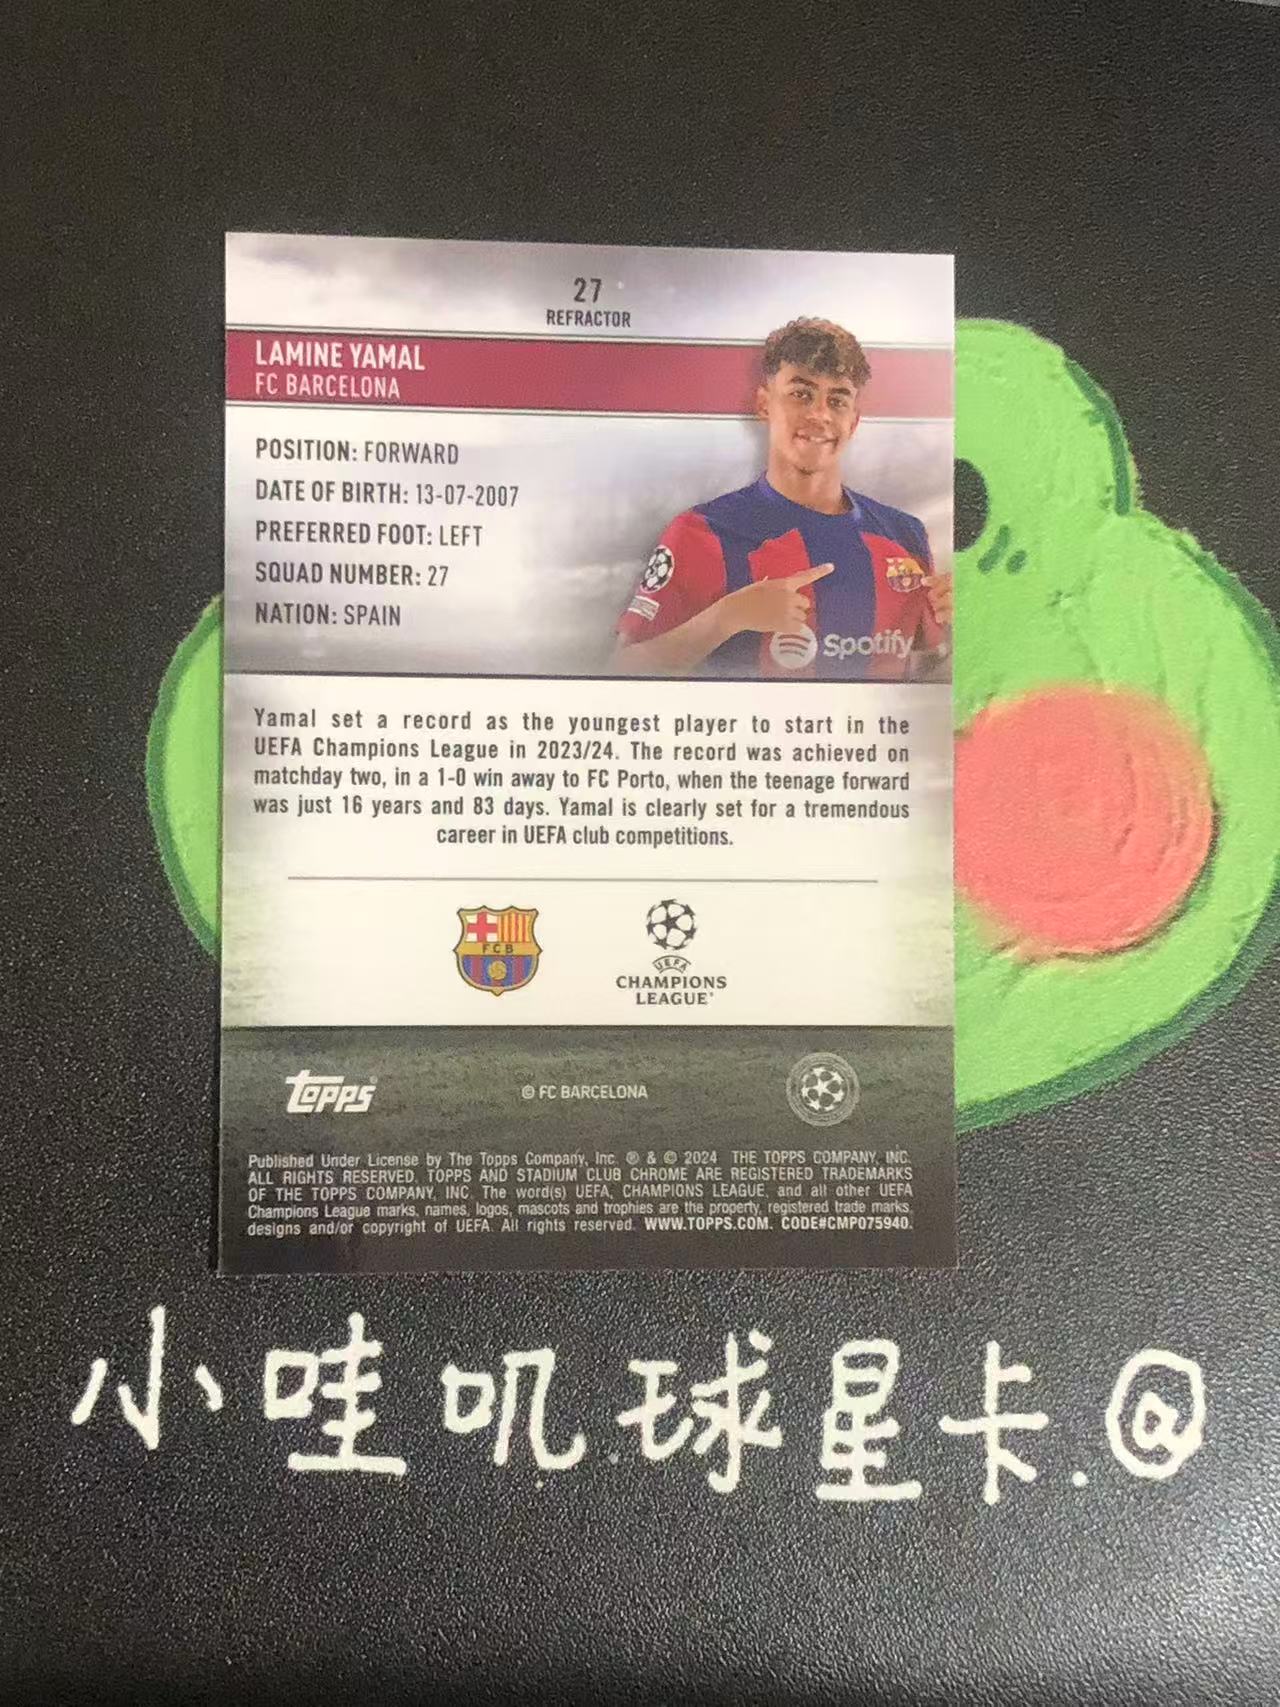 27
REFRACTOR
LAMINE YAMAL
FC BARCELONA
POSITION: FORWARD
DATE OF BIRTH: 13-07-2007
PREFERRED FOOT: LEFT
SQUAD NUMBER: 27
NATION: SPAIN
Spotify
Yamal set a record as the youngest player to start in the
UEFA Champions League in 2023/24. The record was achieved on
matchday two, in a 1-0 win away to FC Porto, when the teenage forward
was just 16 years and 83 days. Yamal is clearly set for a tremendous
career in UEFA club competitions.
FCB
UEFA
CHAMPIONS
LEAGUE®
Topps®
© FC BARCELONA
Published Under License by The Topps Company, Inc. ® & © 2024 THE TOPPS COMPANY, INC.
ALL RIGHTS RESERVED. TOPPS AND STADIUM CLUB CHROME ARE REGISTERED TRADEMARKS
OF THE TOPPS COMPANY, INC. The word(s) UEFA, CHAMPIONS LEAGUE, and all other UEFA
Champions League marks, names, logos, mascots and trophies are the property, registered trade marks,
designs and/or copyright of UEFA. All rights reserved. WWW.TOPPS.COM. CODE#CMP075940.
小哇叽球星卡.@